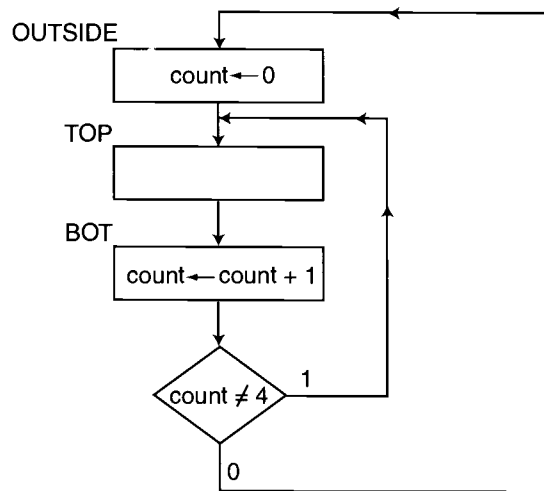 OUTSIDE
count ← 0
TOP
BOT
count ← count + 1
count ≠ 4
1
0